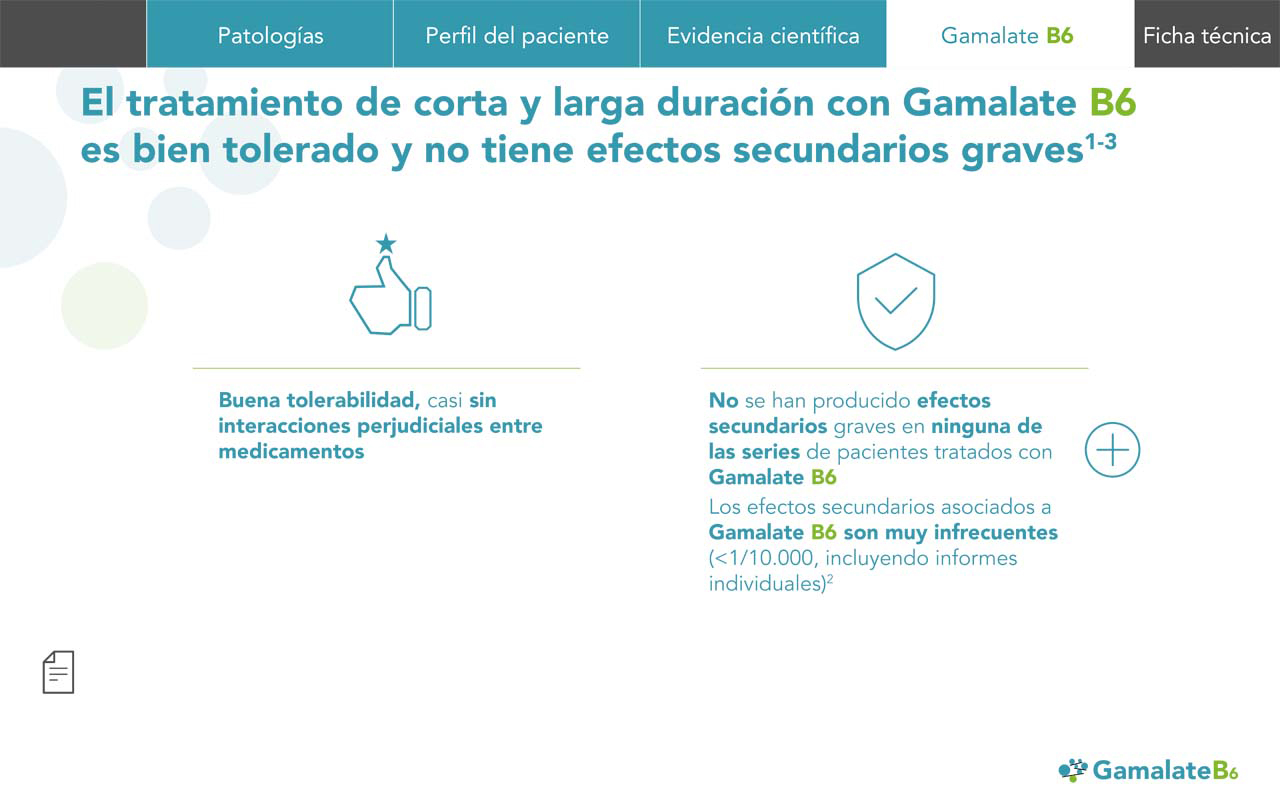 Patologías
Perfil del paciente
Evidencia científica
Gamalate B6
Ficha técnica
El tratamiento de corta y larga duración con Gamalate B6
es bien tolerado y no tiene efectos secundarios graves1-3
Buena tolerabilidad, casi sin
interacciones perjudiciales entre
medicamentos
No se han producido efectos
secundarios graves en ninguna de
las series de pacientes tratados con
Gamalate B6
Los efectos secundarios asociados a
Gamalate B6 son muy infrecuentes
(<1/10.000, incluyendo informes
individuales)2
GamalateB6